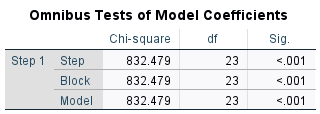 Omnibus Tests of Model Coefficients
Chi-square df Sig.
Step 1 Step 832.479 23 <.001
Block 832.479 23 <.001
Model 832.479 23 <.001